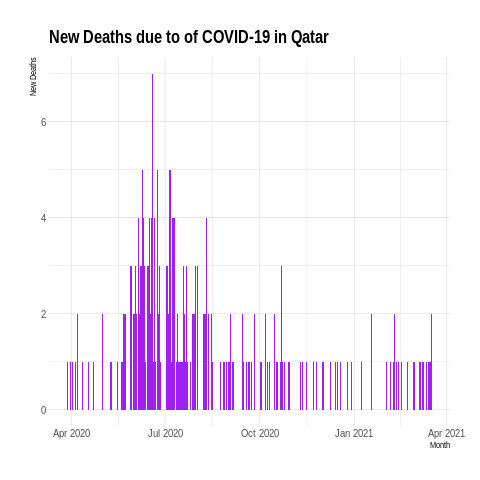 New Deaths due to of COVID-19 in Qatar
New Deaths
6
4
2
0
Apr 2020 Jul 2020 Oct 2020 Jan 2021 Apr 2021
Month